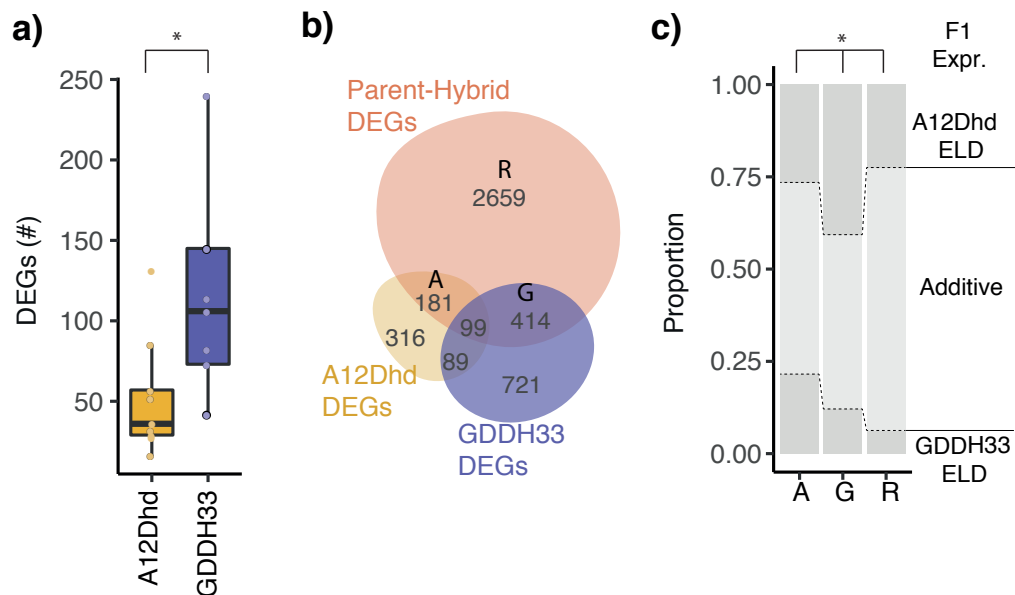 a)
*
250
200
150
100
50
DEGs (#)
A12Dhd
GDDH33
b)
Parent-Hybrid
DEGs
R
2659
A
181
G
414
99
316
89
721
A12Dhd
DEGs
GDDH33
DEGs
c)
*
F1
Expr.
1.00
0.75
0.50
0.25
0.00
Proportion
A12Dhd
ELD
Additive
GDDH33
ELD
A G R